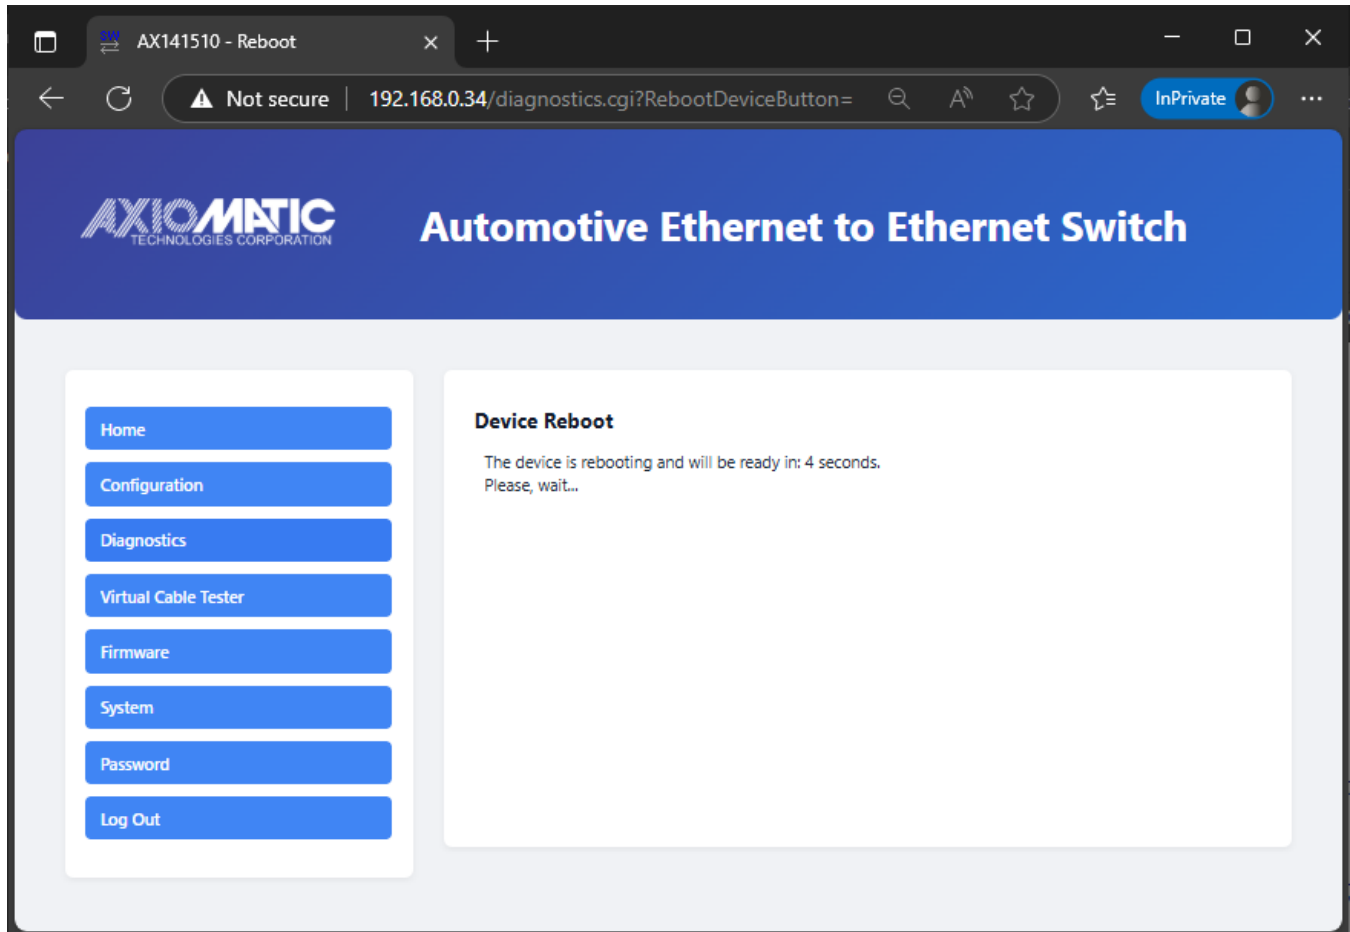 AX141510 - Reboot
Not secure
192.168.0.34/diagnostics.cgi?RebootDeviceButton=
InPrivate
AXIOMATIC
TECHNOLOGIES CORPORATION
Automotive Ethernet to Ethernet Switch
Home
Configuration
Diagnostics
Virtual Cable Tester
Firmware
System
Password
Log Out
Device Reboot
The device is rebooting and will be ready in: 4 seconds.
Please, wait...